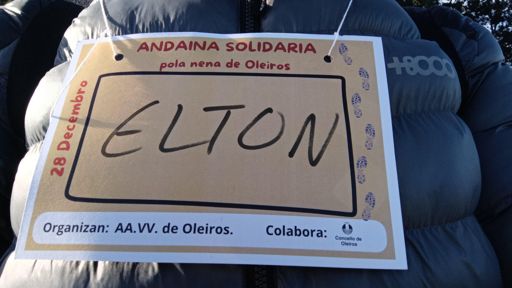 ANDAINA SOLIDARIA
pola nena de Oleiros
28 Decembro
ELTON
Organizan: AA.VV. de Oleiros.
Colabora:
Concello de
Oleiros
+8000